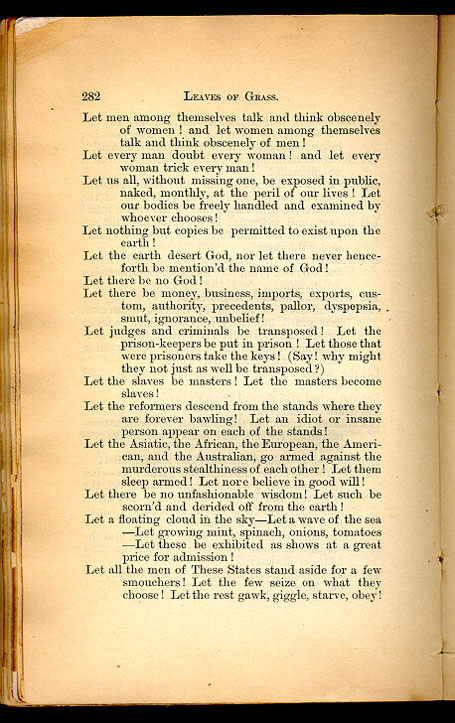 282 LEAVES OF GRASS.
Let men among themselves talk and think obscenely
of women ! and let women among themselves
talk and think obscenely of men !
Let every man doubt every woman ! and let every
woman trick every man !
Let us all, without missing one, be exposed in public,
naked, monthly, at the peril of our lives ! Let
our bodies be freely handled and examined by
whoever chooses !
Let nothing but copies be permitted to exist upon the
earth !
Let the earth desert God, nor let there never hence-
forth be mention'd the name of God !
Let there be no God !
Let there be money, business, imports, exports, cus-
tom, authority, precedents, pallor, dyspepsia,
smut, ignorance, unbelief !
Let judges and criminals be transposed ! Let the
prison-keepers be put in prison ! Let those that
were prisoners take the keys ! (Say ! why might
they not just as well be transposed ?)
Let the slaves be masters ! Let the masters become
slaves !
Let the reformers descend from the stands where they
are forever bawling ! Let an idiot or insane
person appear on each of the stands !
Let the Asiatic, the African, the European, the Ameri-
can, and the Australian, go armed against the
murderous stealthiness of each other ! Let them
sleep armed ! Let none believe in good will !
Let there be no unfashionable wisdom ! Let such be
scorn'd and derided off from the earth !
Let a floating cloud in the sky—Let a wave of the sea
—Let growing mint, spinach, onions, tomatoes
—Let these be exhibited as shows at a great
price for admission !
Let all the men of These States stand aside for a few
smouchers ! Let the few seize on what they
choose ! Let the rest gawk, giggle, starve, obey !